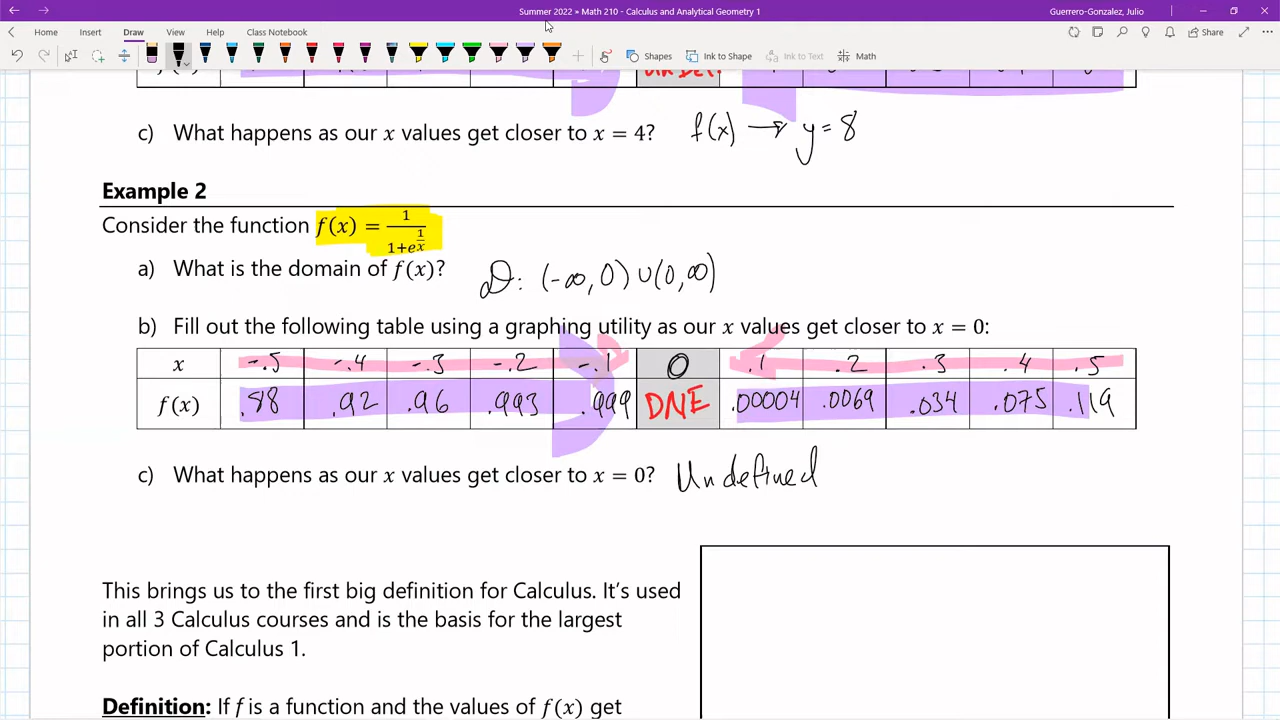 Summer 2022 » Math 210 - Calculus and Analytical Geometry 1
Guerrero-Gonzalez, Julio
Home Insert Draw View Help Class Notebook
Share
Shapes Ink to Shape Ink to Text Math
c) What happens as our x values get closer to x = 4? f(x) → y = 8
Example 2
Consider the function f(x) = 1/(1+e^(1/x))
a) What is the domain of f(x)? D: (-∞, 0) ∪ (0, ∞)
b) Fill out the following table using a graphing utility as our x values get closer to x = 0:
x -.5 -.4 -.3 -.2 -.1 0 .1 .2 .3 .4 .5
f(x) .88 .92 .96 .993 .999 DNE .00004 .0069 .034 .075 .119
c) What happens as our x values get closer to x = 0? Undefined
This brings us to the first big definition for Calculus. It's used
in all 3 Calculus courses and is the basis for the largest
portion of Calculus 1.
Definition: If f is a function and the values of f(x) get